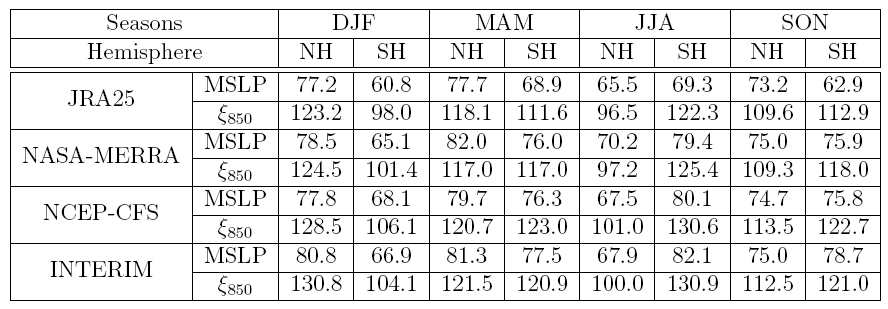 Seasons DJF MAM JJA SON
Hemisphere NH SH NH SH NH SH NH SH
JRA25 MSLP 77.2 60.8 77.7 68.9 65.5 69.3 73.2 62.9
ξ850 123.2 98.0 118.1 111.6 96.5 122.3 109.6 112.9
NASA-MERRA MSLP 78.5 65.1 82.0 76.0 70.2 79.4 75.0 75.9
ξ850 124.5 101.4 117.0 117.0 97.2 125.4 109.3 118.0
NCEP-CFS MSLP 77.8 68.1 79.7 76.3 67.5 80.1 74.7 75.8
ξ850 128.5 106.1 120.7 123.0 101.0 130.6 113.5 122.7
INTERIM MSLP 80.8 66.9 81.3 77.5 67.9 82.1 75.0 78.7
ξ850 130.8 104.1 121.5 120.9 100.0 130.9 112.5 121.0